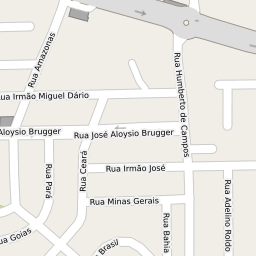 Rua Amazonas
Rua Humberto de Campos
Rua Irmão Miguel Dário
Aloysio Brugger
Rua José Aloysio Brugger
Rua Ceará
Rua Pará
Rua Irmão José
Rua Minas Gerais
Rua Adelino Roldo
Rua Bahia
Rua Goias
Brasil